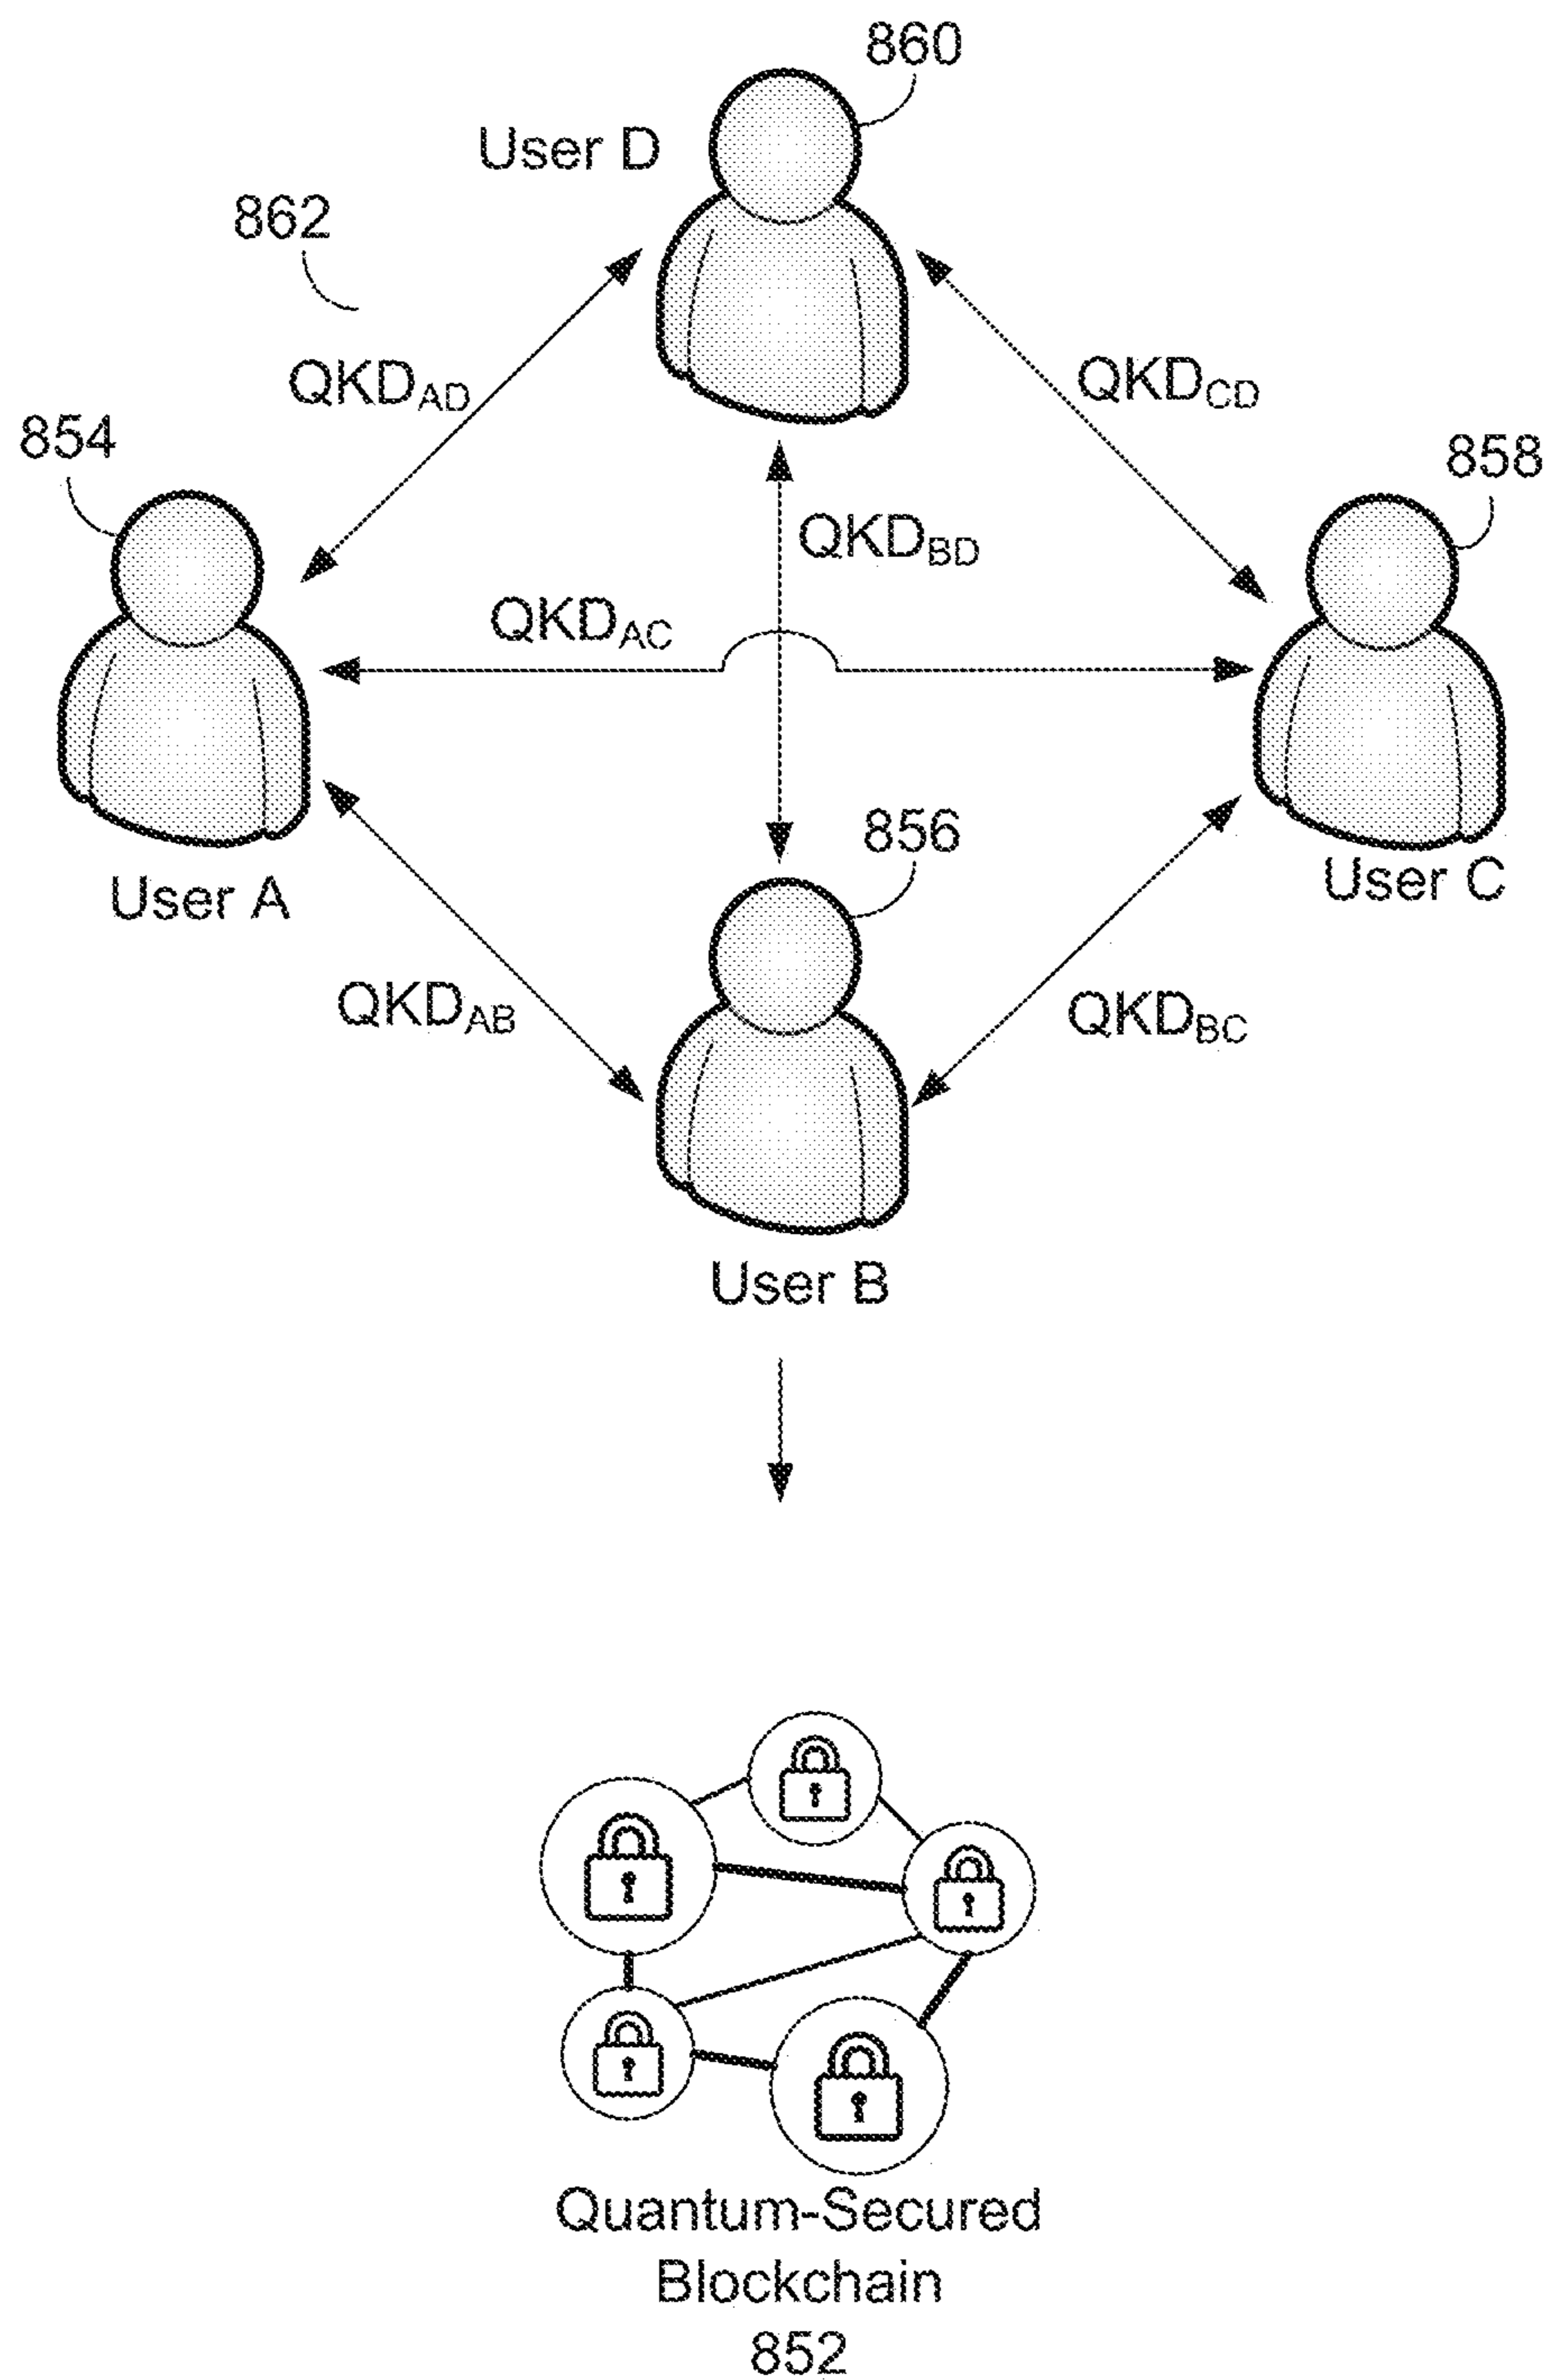 860
User D
862
QKDAD
QKDCD
854
858
QKDBD
QKDAC
856
User A
User C
QKDAB
QKDBC
User B
Quantum-Secured
Blockchain
852